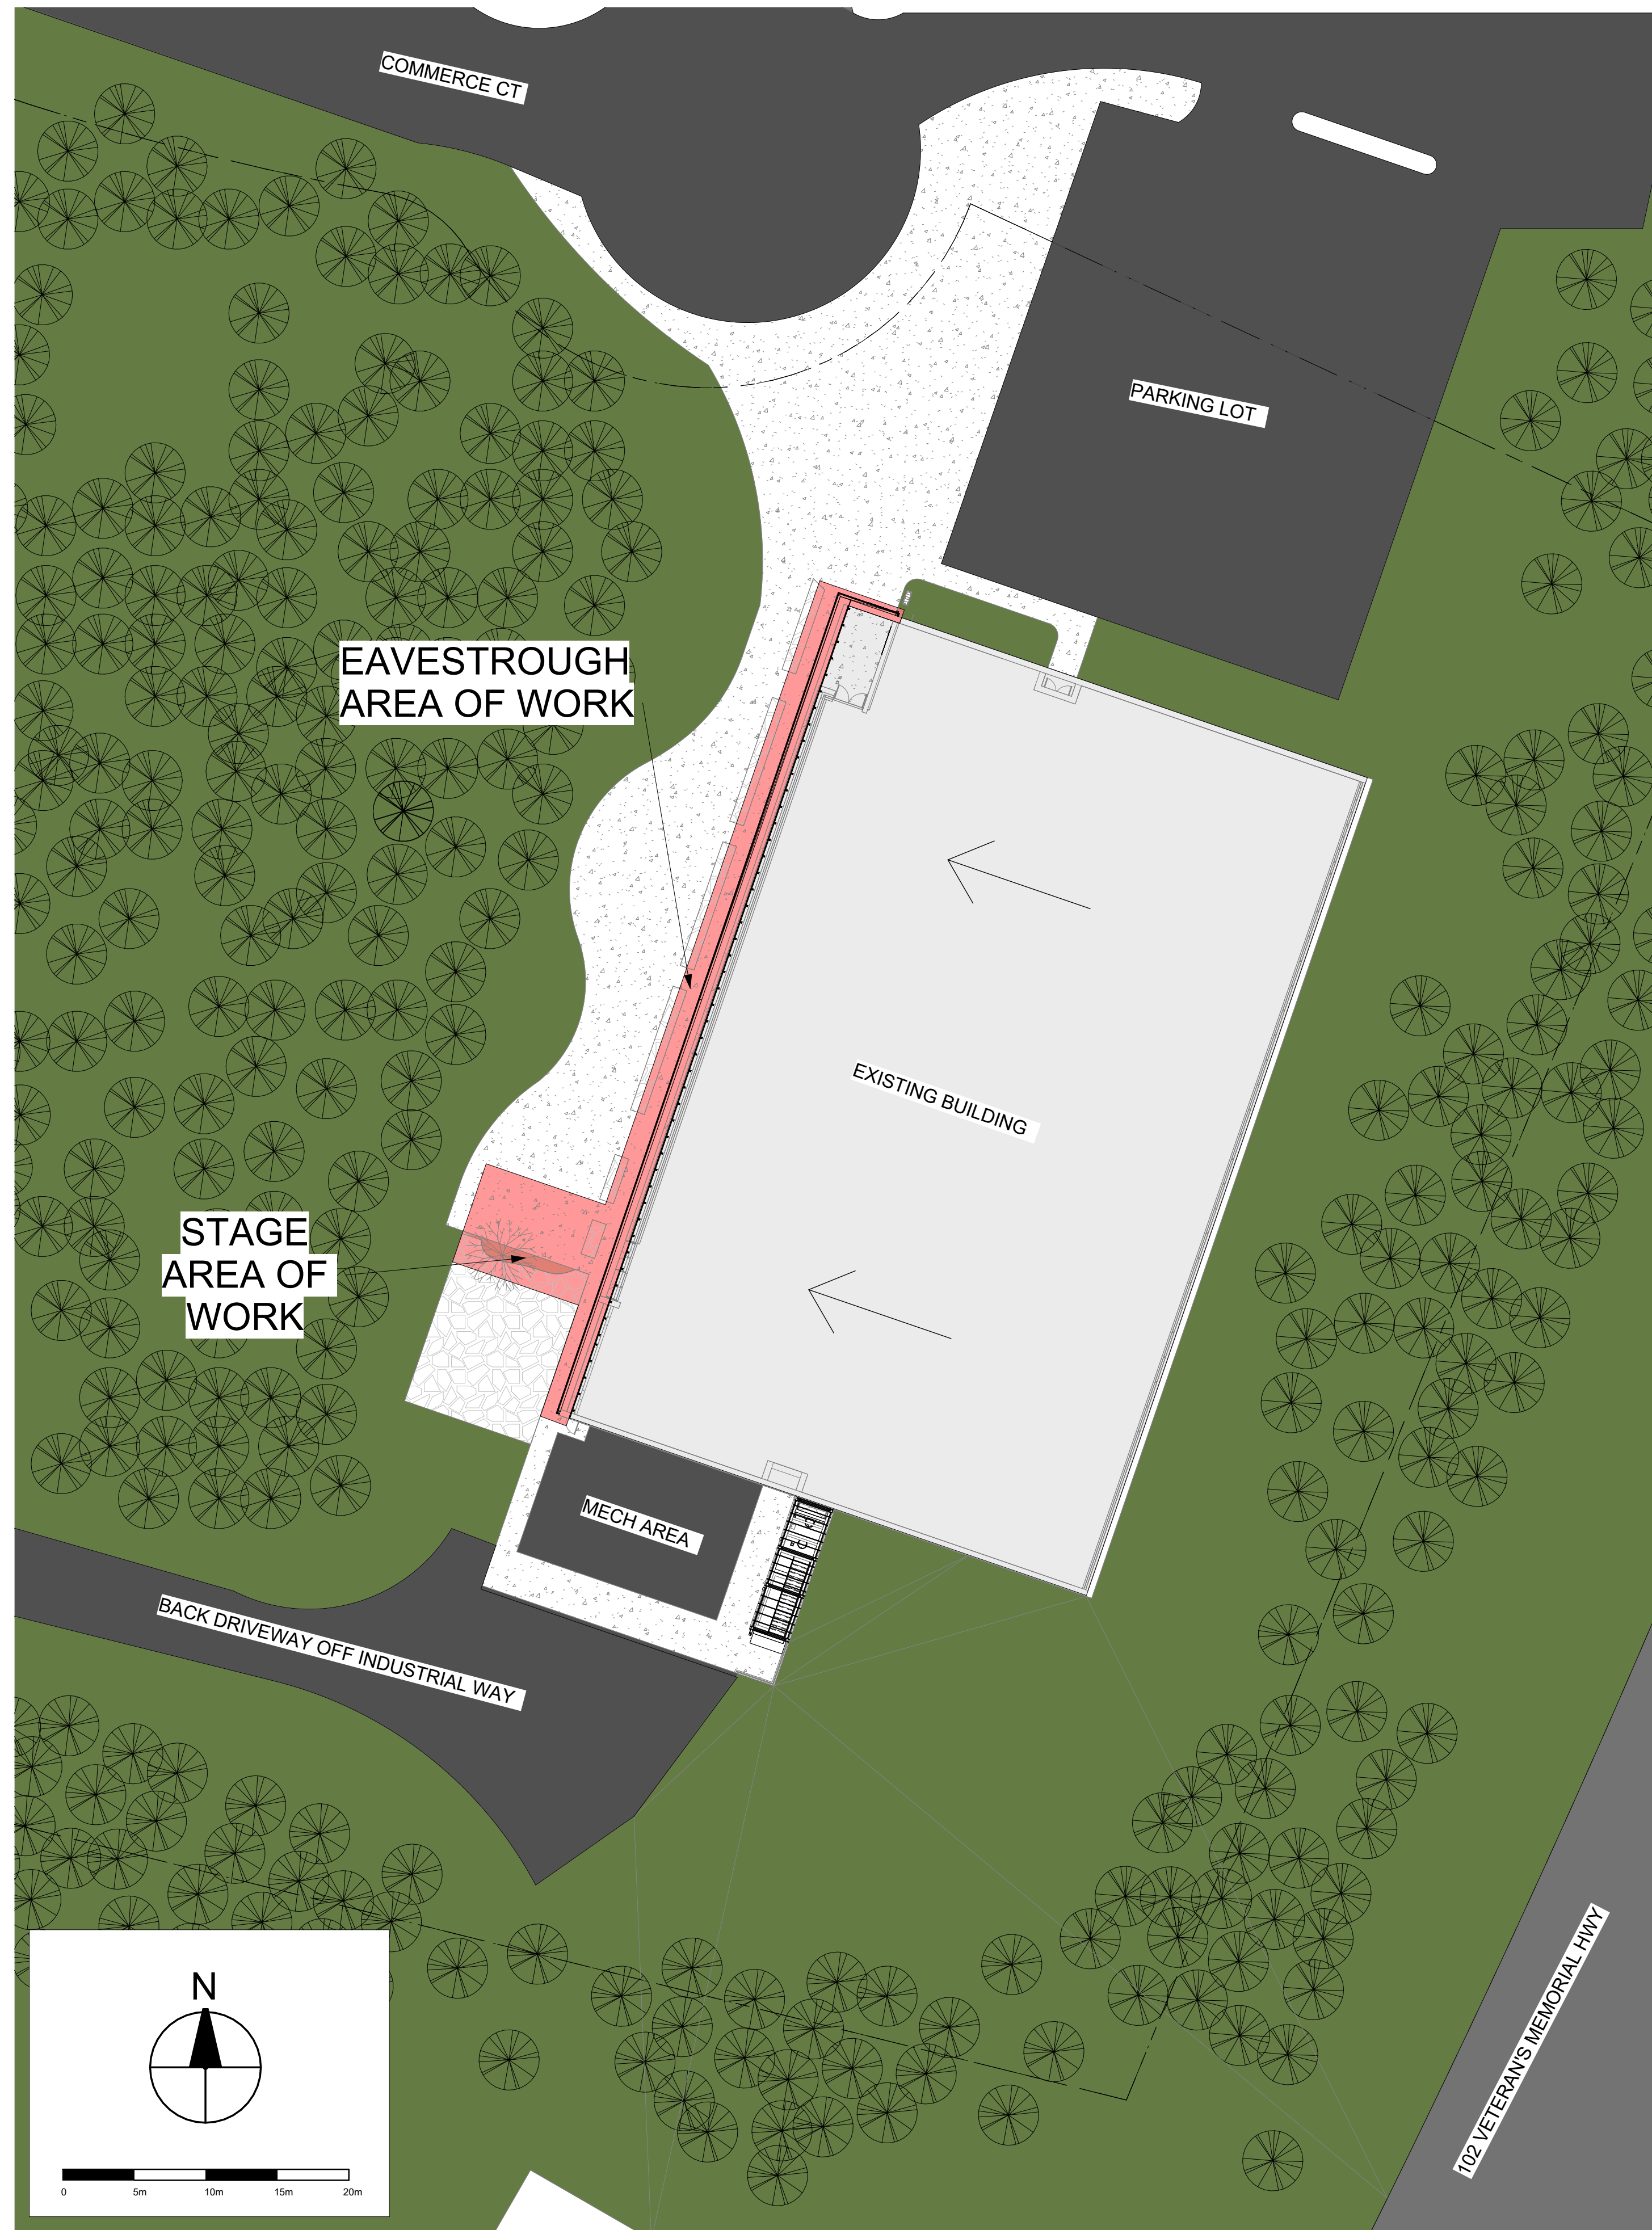 COMMERCE CT
PARKING LOT
EAVESTROUGH
AREA OF WORK
EXISTING BUILDING
STAGE
AREA OF
WORK
MECH AREA
BACK DRIVEWAY OFF INDUSTRIAL WAY
102 VETERAN'S MEMORIAL HWY
N
0 5m 10m 15m 20m